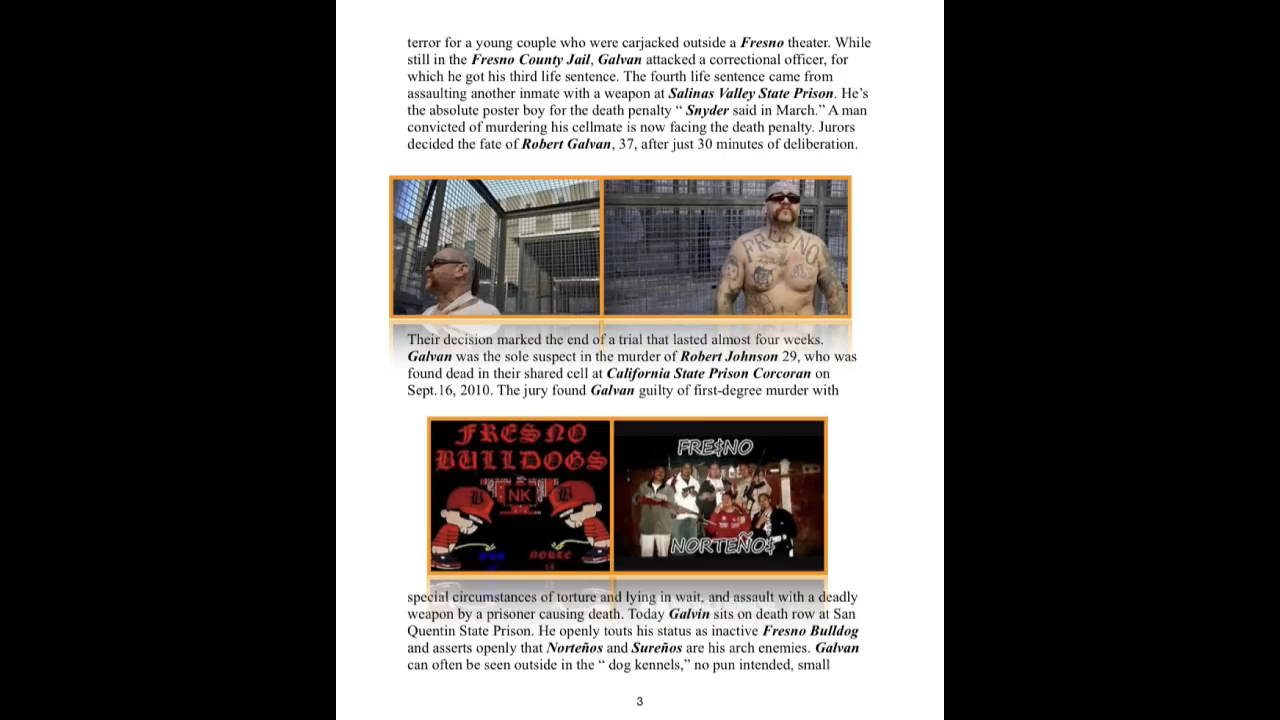 terror for a young couple who were carjacked outside a Fresno theater. While
still in the Fresno County Jail, Galvan attacked a correctional officer, for
which he got his third life sentence. The fourth life sentence came from
assaulting another inmate with a weapon at Salinas Valley State Prison. He’s
the absolute poster boy for the death penalty “ Snyder said in March.” A man
convicted of murdering his cellmate is now facing the death penalty. Jurors
decided the fate of Robert Galvan, 37, after just 30 minutes of deliberation.
FRESNO
Their decision marked the end of a trial that lasted almost four weeks.
Galvan was the sole suspect in the murder of Robert Johnson 29, who was
found dead in their shared cell at California State Prison Corcoran on
Sept.16, 2010. The jury found Galvan guilty of first-degree murder with
FRESNO
BULLDOGS
NK
NORTE
14
FRE$NO
NORTEÑO$
special circumstances of torture and lying in wait, and assault with a deadly
weapon by a prisoner causing death. Today Galvin sits on death row at San
Quentin State Prison. He openly touts his status as inactive Fresno Bulldog
and asserts openly that Norteños and Sureños are his arch enemies. Galvan
can often be seen outside in the “ dog kennels,” no pun intended, small
3